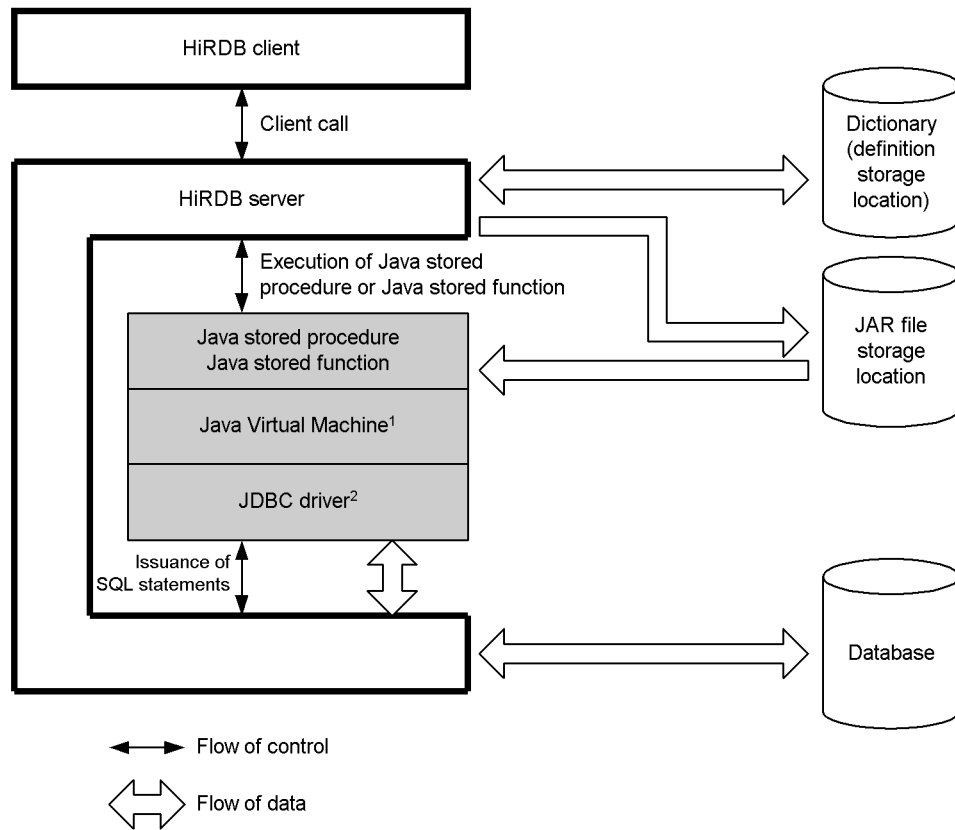 HiRDB client
Client call
Dictionary
(definition
storage
location)
HiRDB server
Execution of Java stored
procedure or Java stored function
Java stored procedure
Java stored function
JAR file
storage
location
Java Virtual Machine¹
JDBC driver²
Issuance of
SQL statements
Database
Flow of control
Flow of data